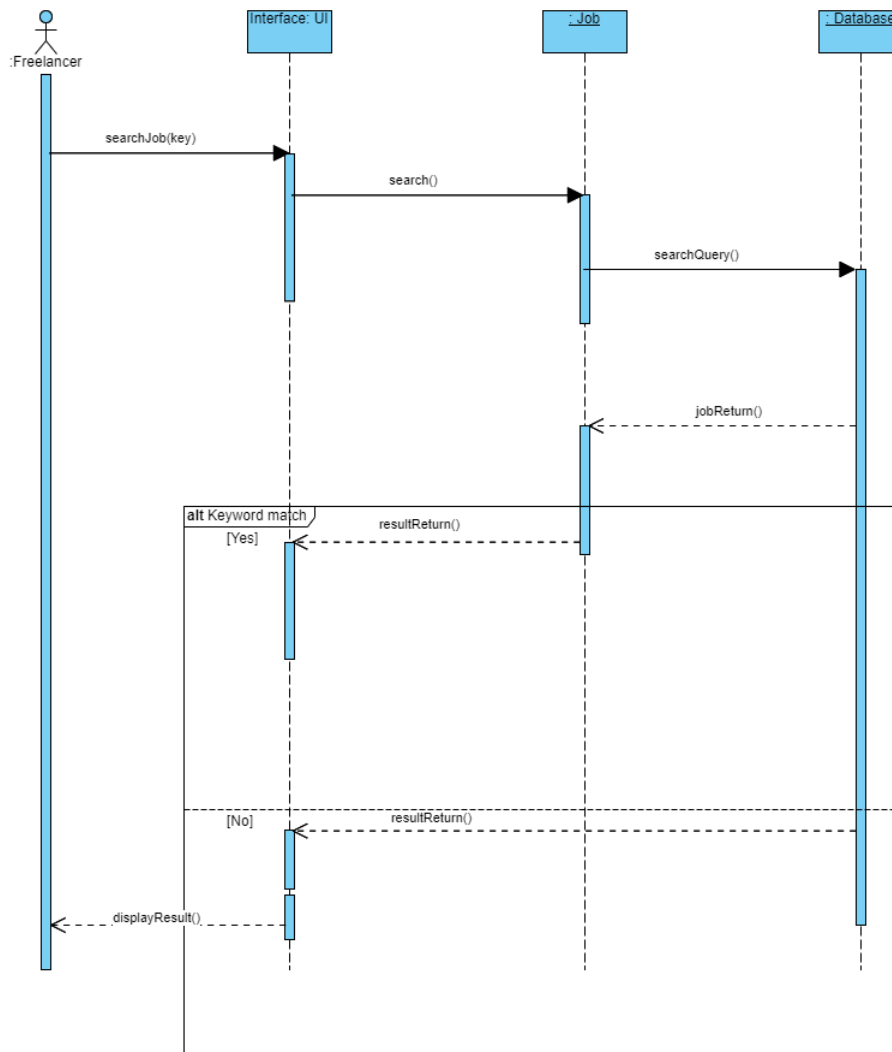 Interface: UI
: Job
: Database
:Freelancer
searchJob(key)
search()
searchQuery()
jobReturn()
alt Keyword match
resultReturn()
[Yes]
[No]
resultReturn()
displayResult()